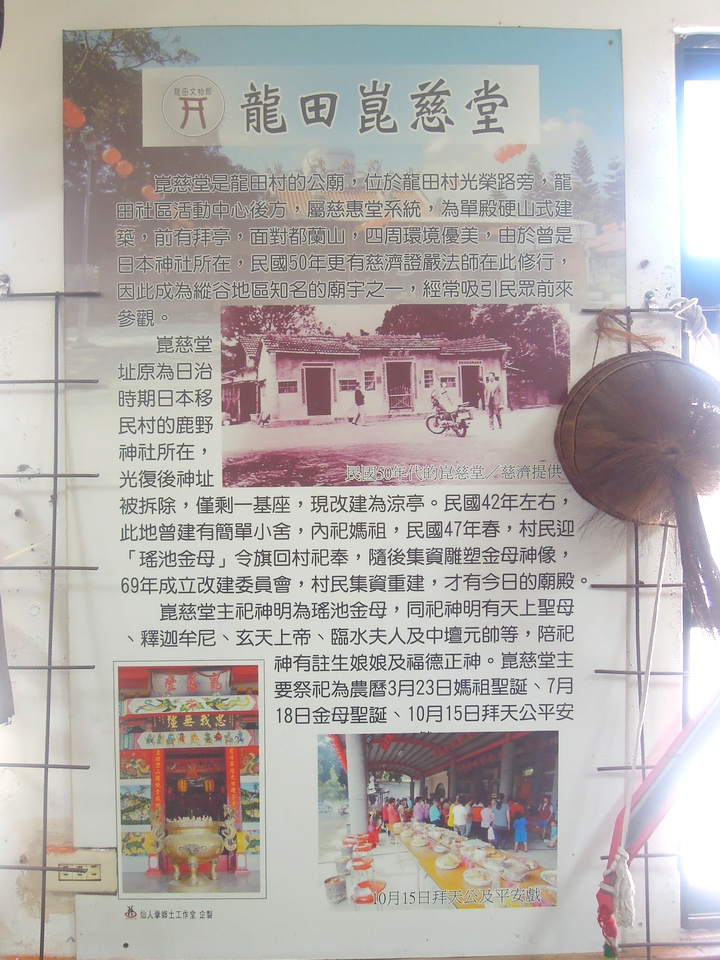 龍田文物館
龍田崑慈堂
崑慈堂是龍田村的公廟，位於龍田村光榮路旁，龍
田社區活動中心後方，屬慈惠堂系統，為單殿硬山式建
築，前有拜亭，面對都蘭山，四周環境優美，由於曾是
日本神社所在，民國50年更有慈濟證嚴法師在此修行，
因此成為縱谷地區知名的廟宇之一，經常吸引民眾前來
參觀。
崑慈堂
址原為日治
時期日本移
民村的鹿野
神社所在，
光復後神址
民國50年代的崑慈堂／慈濟提供
被拆除，僅剩一基座，現改建為涼亭。民國42年左右，
此地曾建有簡單小舍，內祀媽祖，民國47年春，村民迎
「瑤池金母」令旗回村祀奉，隨後集資雕塑金母神像，
69年成立改建委員會，村民集資重建，才有今日的廟殿。
崑慈堂主祀神明為瑤池金母，同祀神明有天上聖母
、釋迦牟尼、玄天上帝、臨水夫人及中壇元帥等，陪祀
神有註生娘娘及福德正神。崑慈堂主
要祭祀為農曆3月23日媽祖聖誕、7月
18日金母聖誕、10月15日拜天公平安
10月15日拜天公及平安戲
仙人掌鄉土工作室 企製